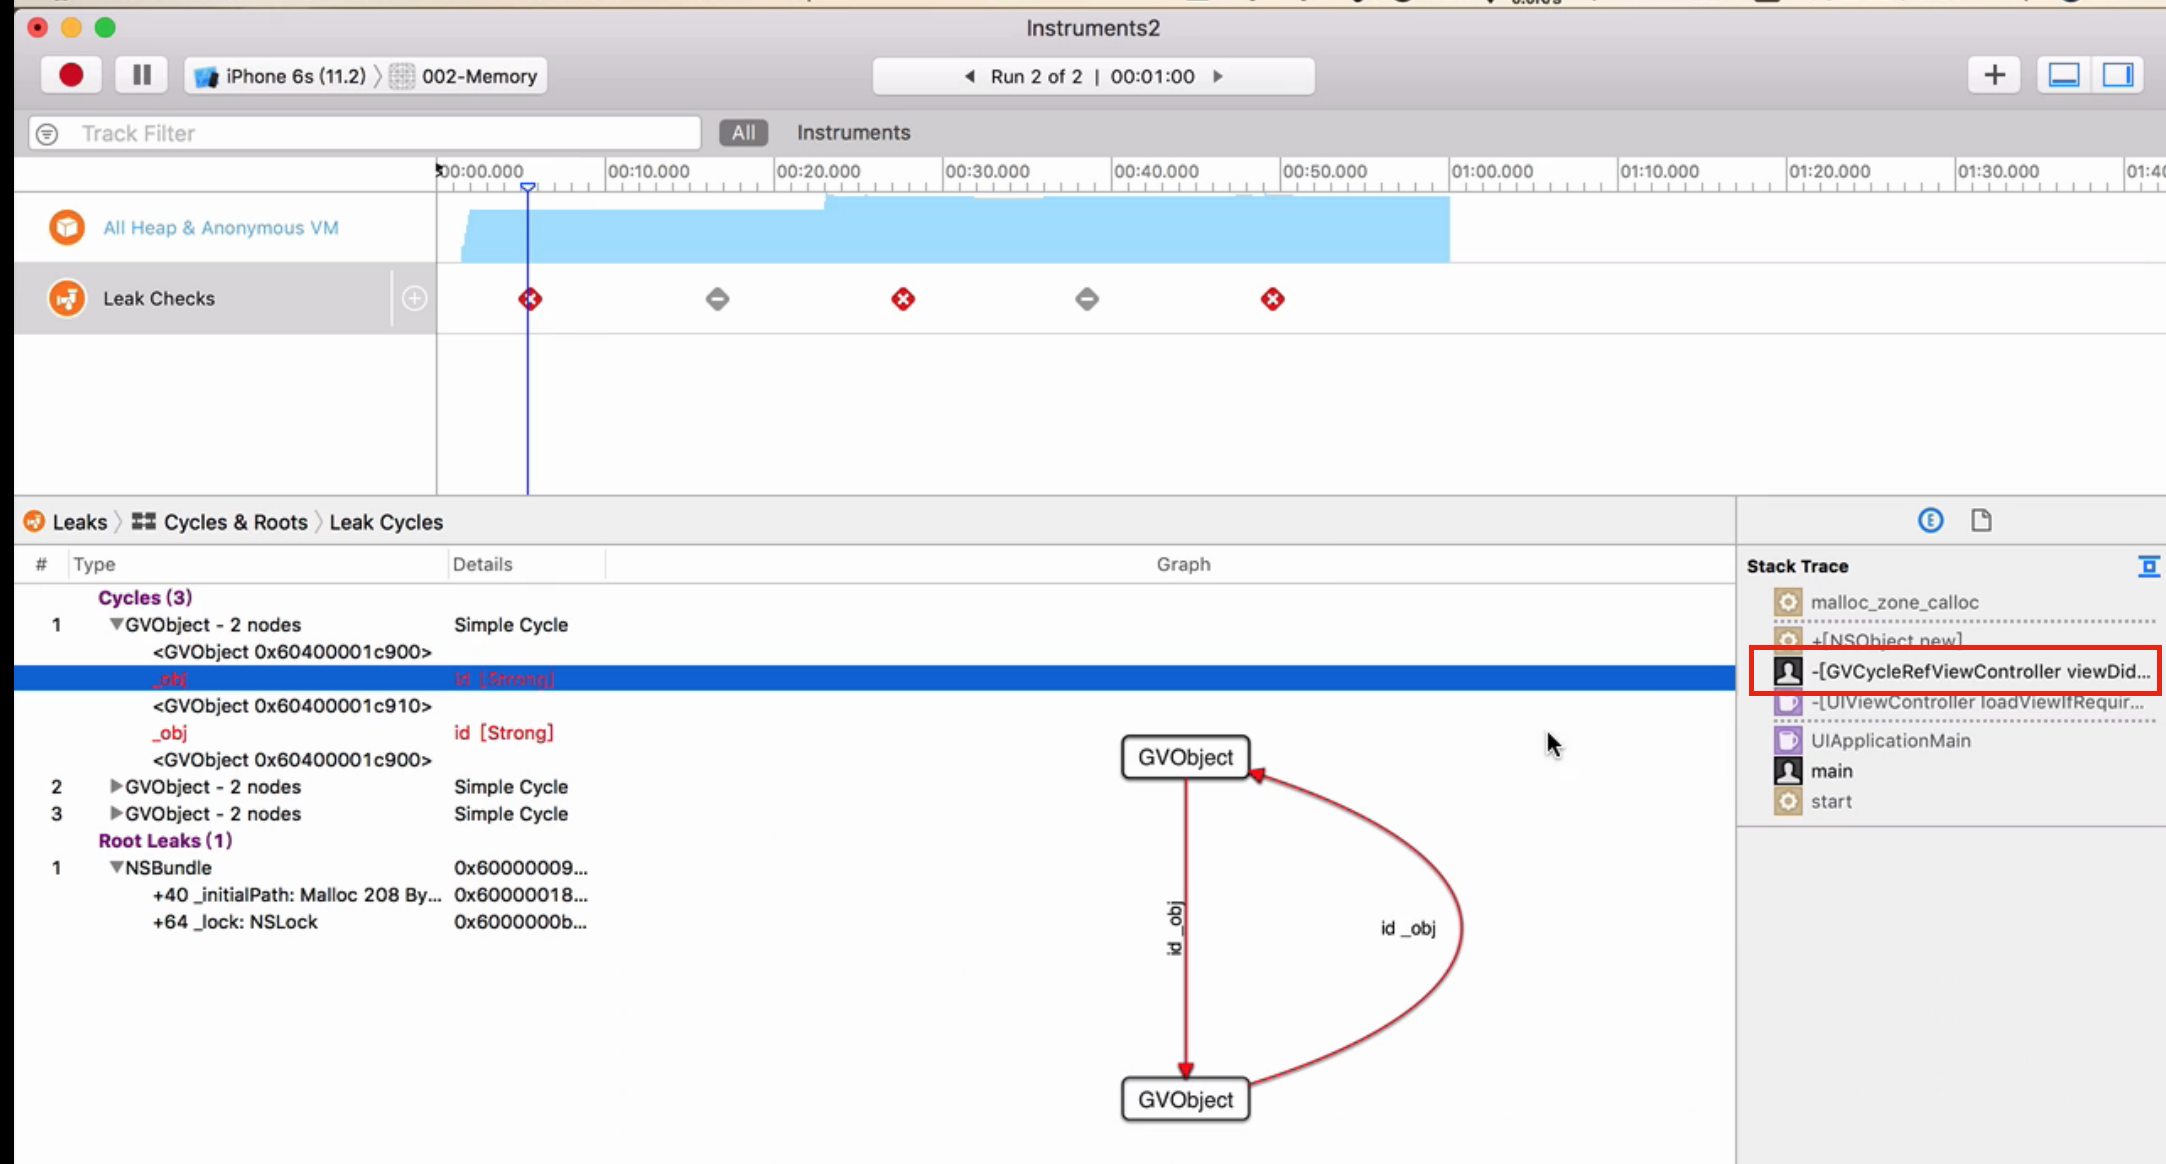 Instruments2
iPhone 6s (11.2) 〉 002-Memory
Run 2 of 2 | 00:01:00
Track Filter
All Instruments
00:00.000 00:10.000 00:20.000 00:30.000 00:40.000 00:50.000 01:00.000 01:10.000 01:20.000 01:30.000 01:40
All Heap & Anonymous VM
Leak Checks
Leaks 〉 Cycles & Roots 〉 Leak Cycles
# Type Details Graph
Cycles (3)
1 GVObject - 2 nodes Simple Cycle
<GVObject 0x60400001c900>
_obj id [Strong]
<GVObject 0x60400001c910>
_obj id [Strong]
<GVObject 0x60400001c900>
2 GVObject - 2 nodes Simple Cycle
3 GVObject - 2 nodes Simple Cycle
Root Leaks (1)
1 NSBundle 0x60000009...
+40 _initialPath: Malloc 208 By... 0x60000018...
+64 _lock: NSLock 0x6000000b...
GVObject
id _obj
id _obj
GVObject
Stack Trace
malloc_zone_calloc
+[NSObject new]
-[GVCycleRefViewController viewDid...
-[UIViewController loadViewIfRequir...
UIApplicationMain
main
start